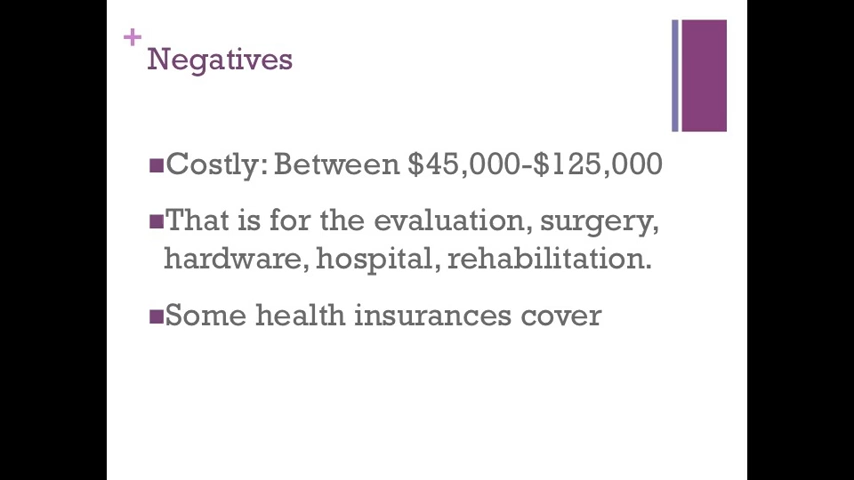 +
Negatives
■Costly: Between $45,000-$125,000
■That is for the evaluation, surgery,
hardware, hospital, rehabilitation.
■Some health insurances cover